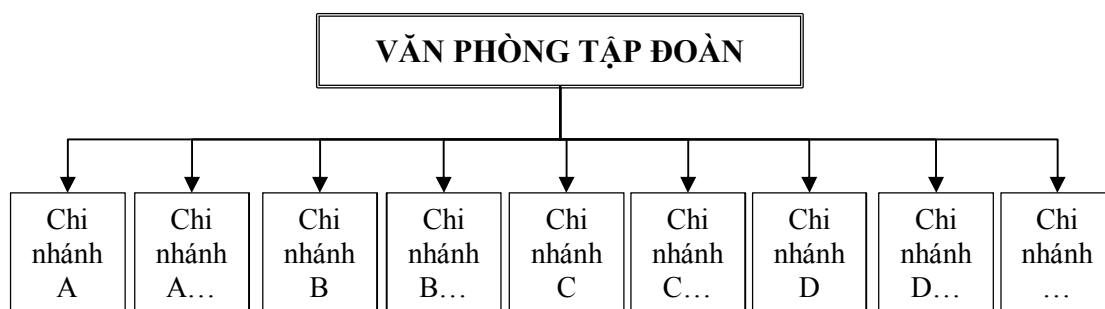 VĂN PHÒNG TẬP ĐOÀN
Chi
nhánh
A
Chi
nhánh
A…
Chi
nhánh
B
Chi
nhánh
B…
Chi
nhánh
C
Chi
nhánh
C…
Chi
nhánh
D
Chi
nhánh
D…
Chi
nhánh
…